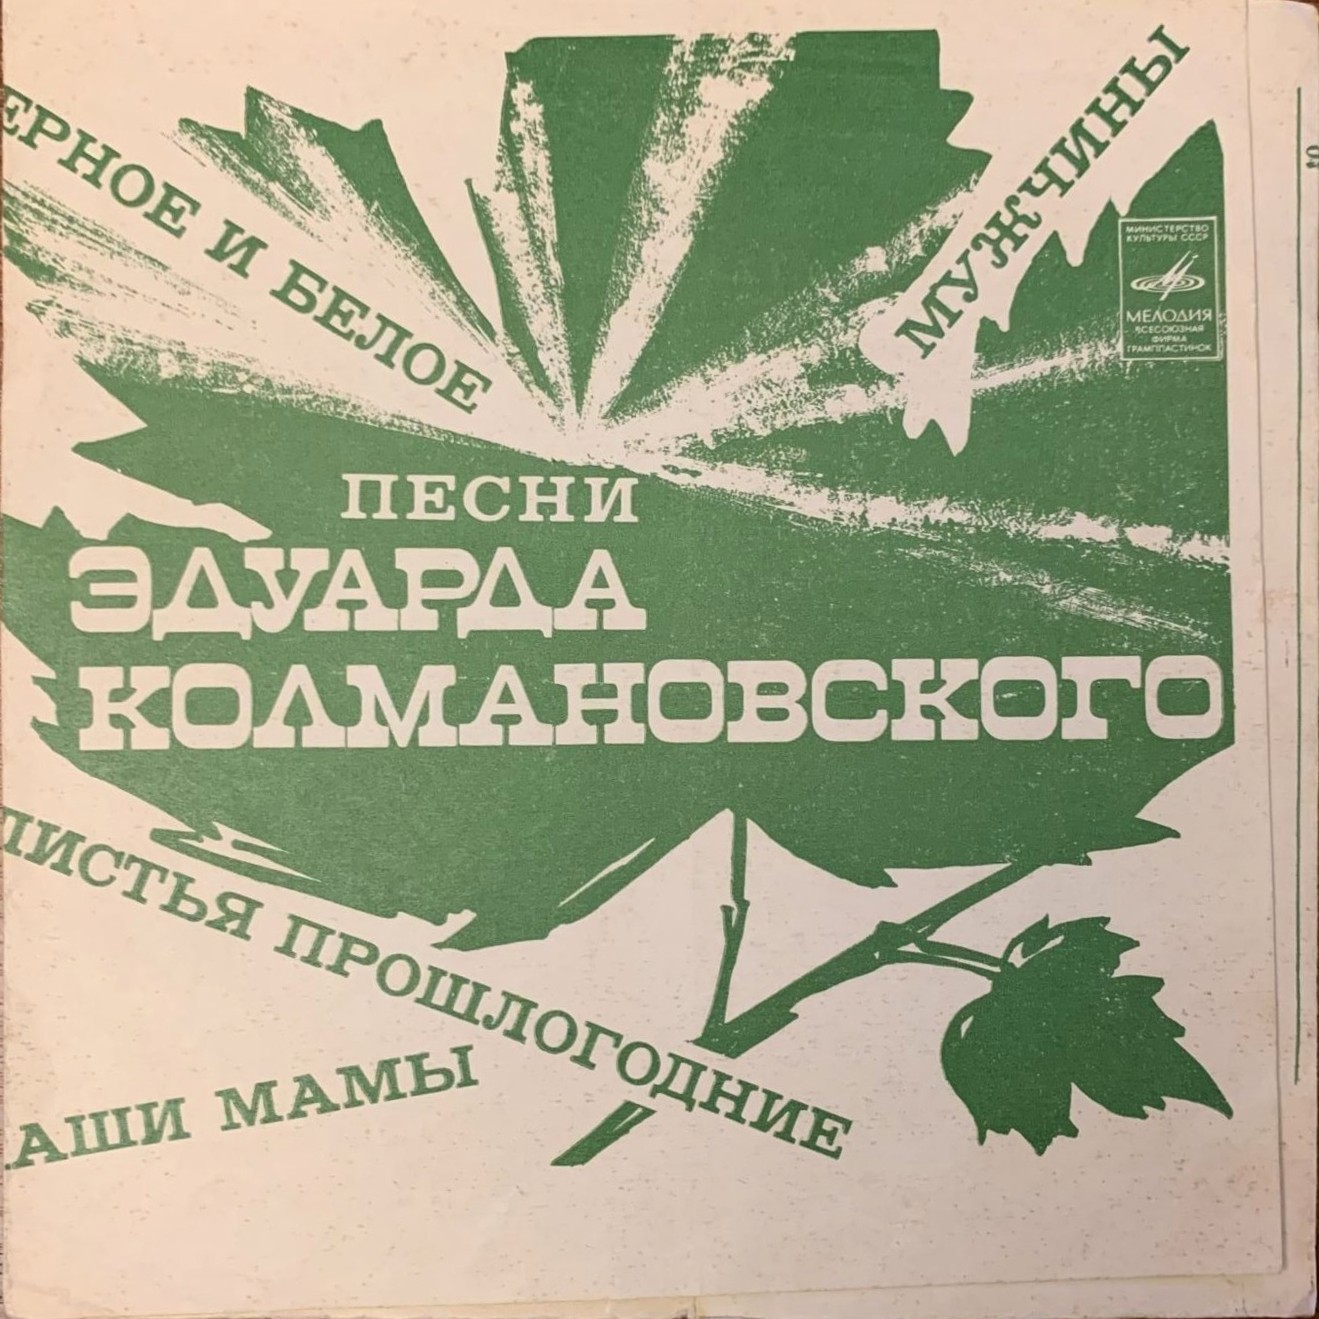 ЕРНОЕ И БЕЛОЕ
МУЖЧИНЫ
МИНИСТЕРСТВО
КУЛЬТУРЫ СССР
МЕЛОДИЯ
ВСЕСОЮЗНАЯ
ФИРМА
ГРАМПЛАСТИНОК
ПЕСНИ
ЭДУАРДА
КОЛМАНОВСКОГО
ЛИСТЬЯ ПРОШЛОГОДНИЕ
АШИ МАМЫ